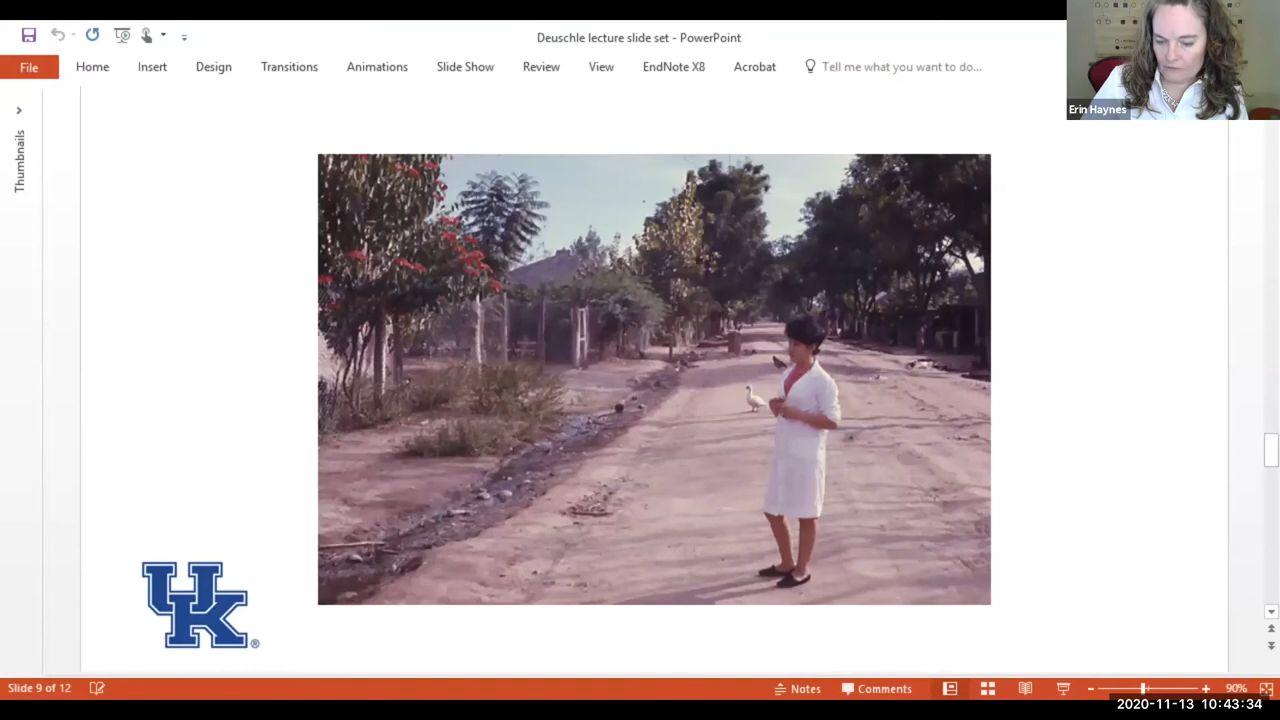 Deuschle lecture slide set - PowerPoint
File Home Insert Design Transitions Animations Slide Show Review View EndNote X8 Acrobat Tell me what you want to do...
Erin Haynes
Thumbnails
UK®
Slide 9 of 12 Notes Comments 90%
2020-11-13 10:43:34